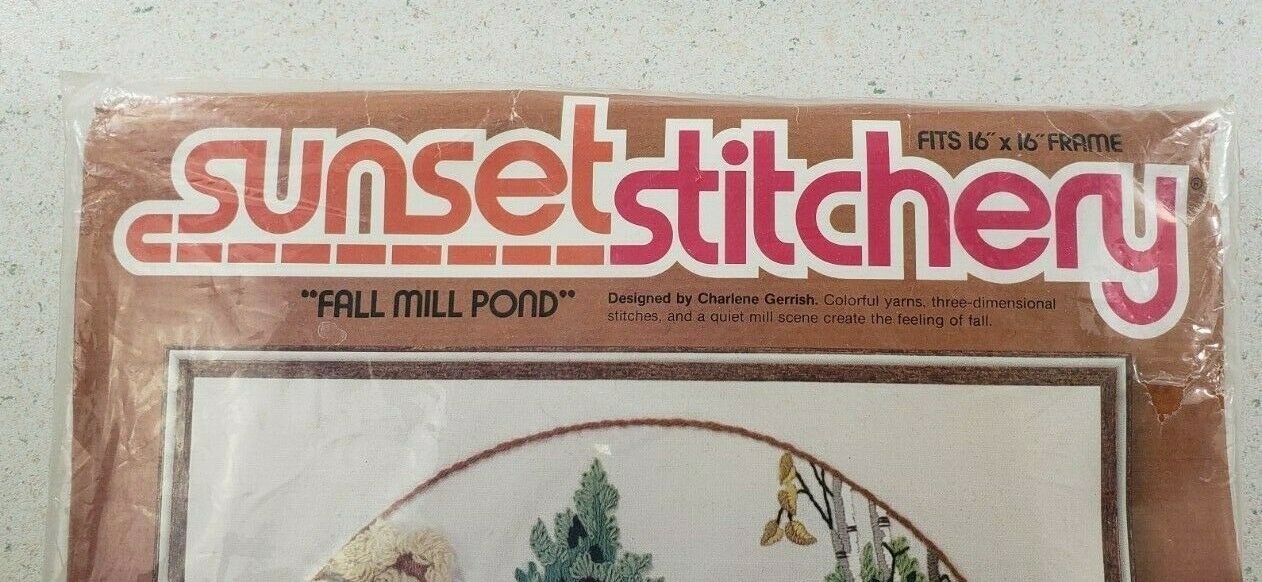 FITS 16" x 16" FRAME
sunset stitchery®
"FALL MILL POND"
Designed by Charlene Gerrish. Colorful yarns, three-dimensional
stitches, and a quiet mill scene create the feeling of fall.